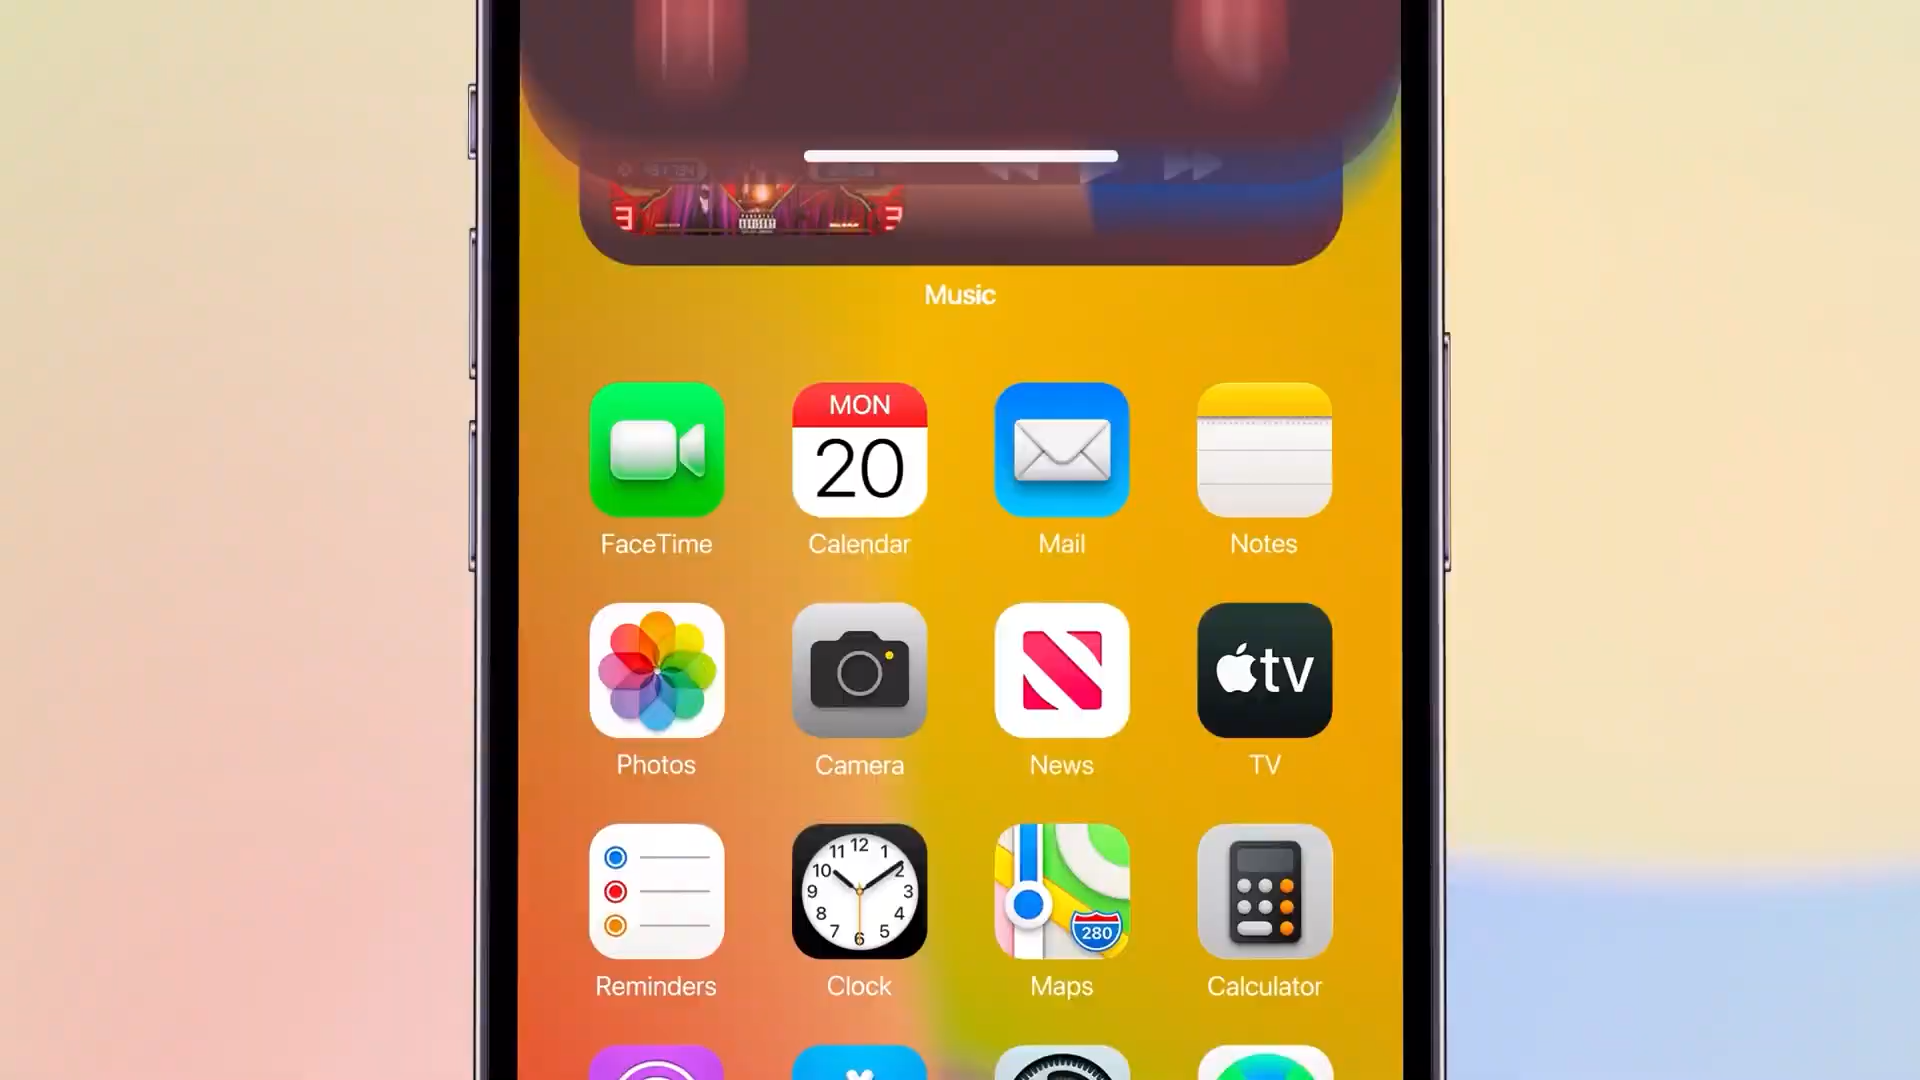 Music
MON
20
FaceTime
Calendar
Mail
Notes
tv
Photos
Camera
News
TV
12
11
1
10
2
9
3
8
4
7
5
6
280
Reminders
Clock
Maps
Calculator